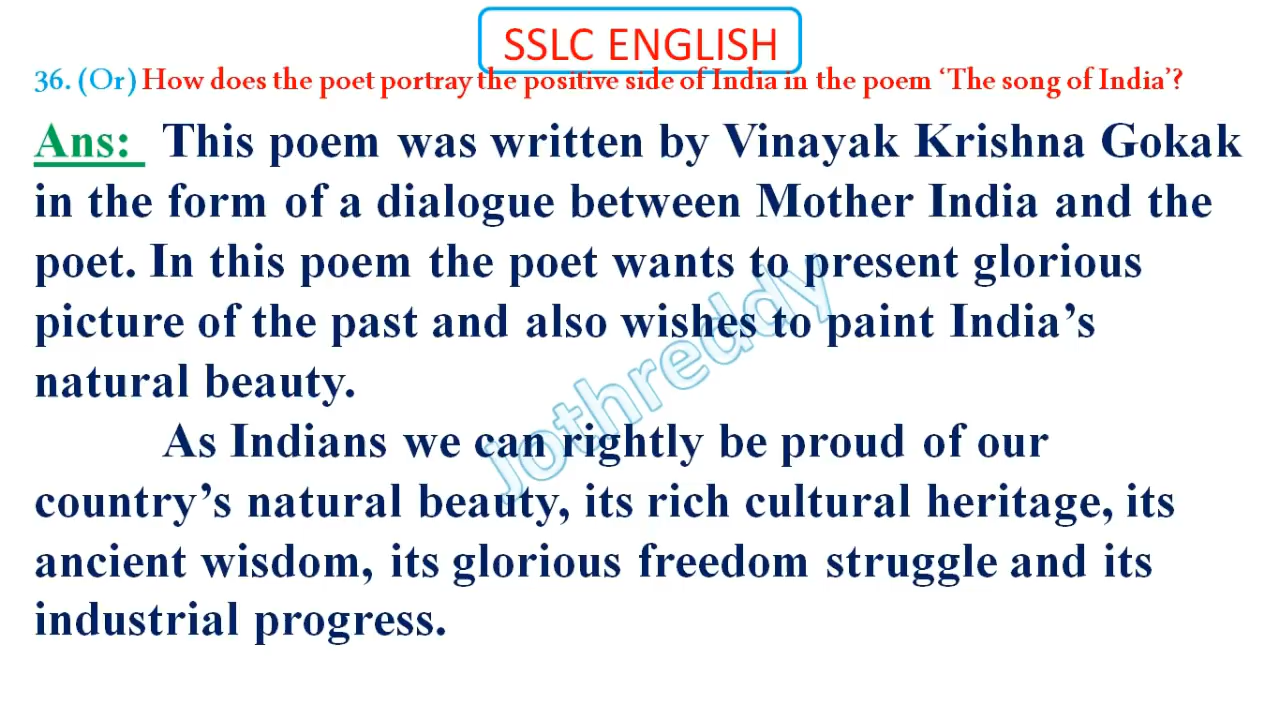 SSLC ENGLISH
36. (Or) How does the poet portray the positive side of India in the poem ‘The song of India’?
Ans: This poem was written by Vinayak Krishna Gokak
in the form of a dialogue between Mother India and the
poet. In this poem the poet wants to present glorious
picture of the past and also wishes to paint India’s
natural beauty.
As Indians we can rightly be proud of our
country’s natural beauty, its rich cultural heritage, its
ancient wisdom, its glorious freedom struggle and its
industrial progress.
Jothreddy